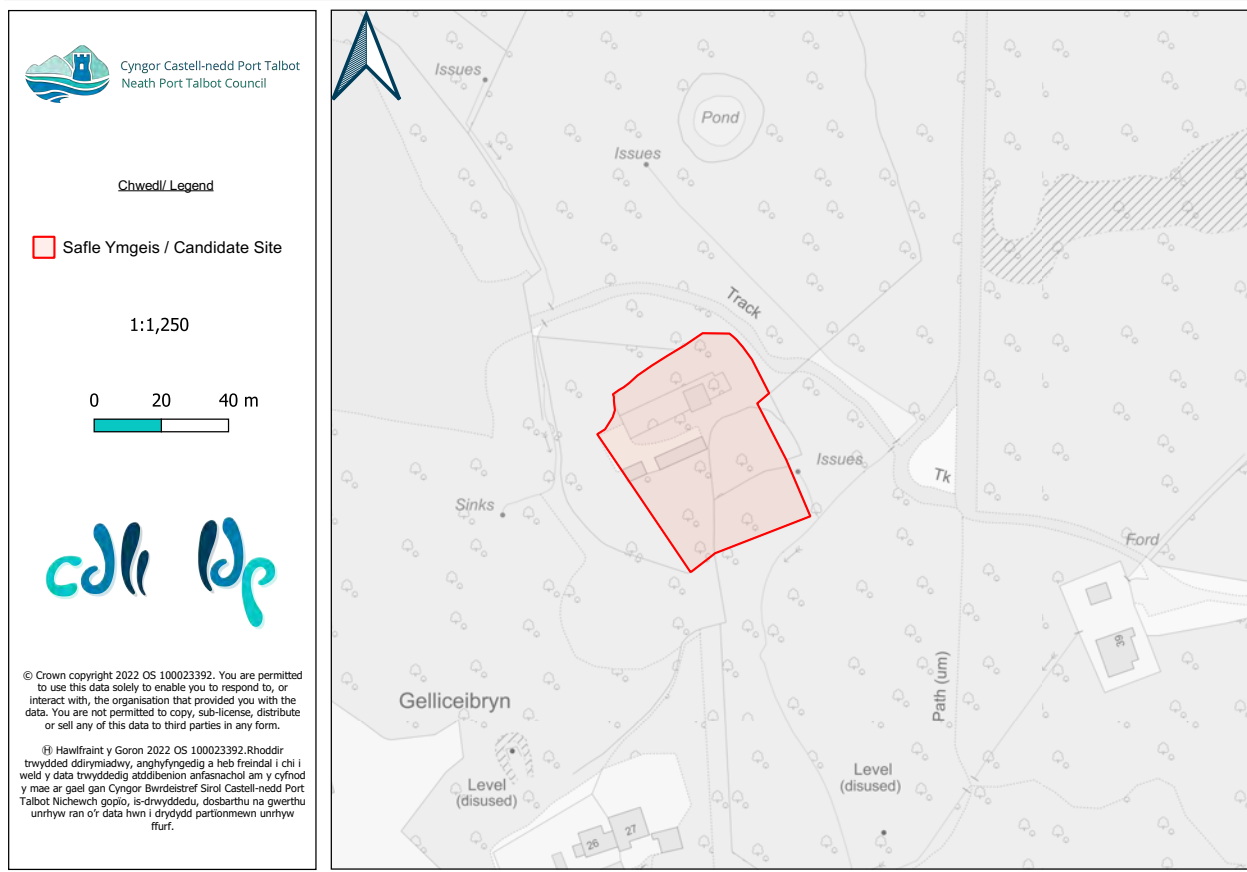 Cyngor Castell-nedd Port Talbot
Neath Port Talbot Council
Chwedl/ Legend
Safle Ymgeis / Candidate Site
1:1,250
0 20 40 m
cdll ldp
© Crown copyright 2022 OS 100023392. You are permitted
to use this data solely to enable you to respond to, or
interact with, the organisation that provided you with the
data. You are not permitted to copy, sub-license, distribute
or sell any of this data to third parties in any form.
Ⓗ Hawlfraint y Goron 2022 OS 100023392.Rhoddir
trwydded ddirymiadwy, anghyfyngedig a heb freindal i chi i
weld y data trwyddedig atddibenion anfasnachol am y cyfnod
y mae ar gael gan Cyngor Bwrdeistref Sirol Castell-nedd Port
Talbot Nichewch gopïo, is-drwyddedu, dosbarthu na gwerthu
unrhyw ran o'r data hwn i drydydd partïonmewn unrhyw
ffurf.
Issues
Pond
Issues
Track
Issues
Tk
Sinks
Ford
39
Path (um)
Gelliceibryn
Level
(disused)
Level
(disused)
26
27